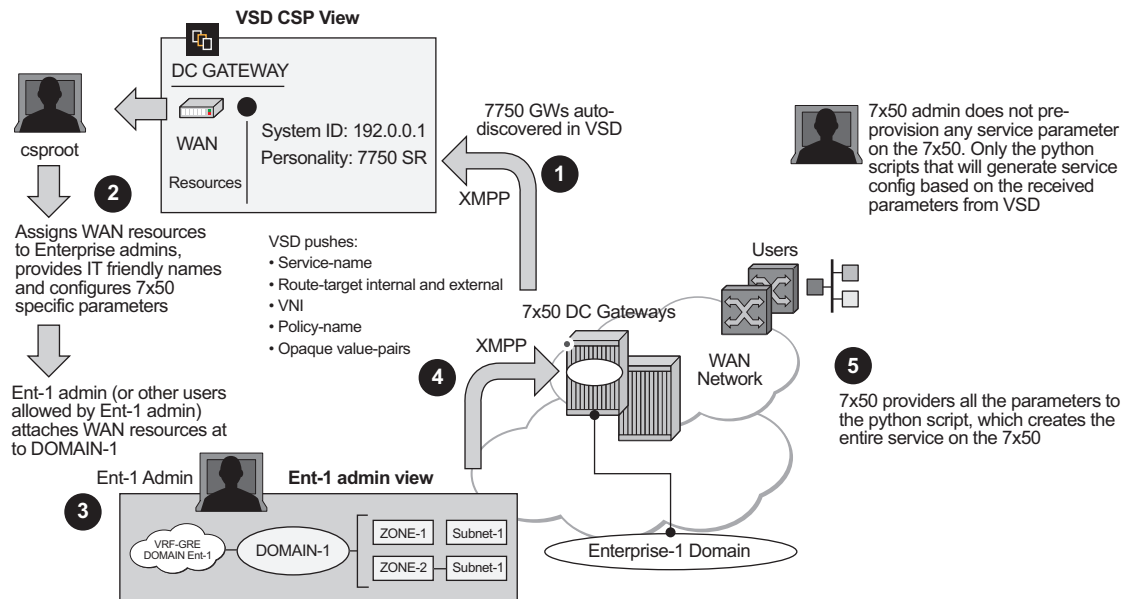 VSD CSP View
DC GATEWAY
WAN
Resources
System ID: 192.0.0.1
Personality: 7750 SR
csproot
2
Assigns WAN resources
to Enterprise admins,
provides IT friendly names
and configures 7x50
specific parameters
Ent-1 admin (or other users
allowed by Ent-1 admin)
attaches WAN resources at
to DOMAIN-1
7750 GWs auto-
discovered in VSD
1
XMPP
7x50 admin does not pre-
provision any service parameter
on the 7x50. Only the python
scripts that will generate service
config based on the received
parameters from VSD
VSD pushes:
• Service-name
• Route-target internal and external
• VNI
• Policy-name
• Opaque value-pairs
Users
7x50 DC Gateways
XMPP
4
WAN
Network
5
7x50 providers all the parameters to
the python script, which creates the
entire service on the 7x50
Ent-1 Admin
Ent-1 admin view
3
VRF-GRE
DOMAIN Ent-1
DOMAIN-1
ZONE-1
Subnet-1
ZONE-2
Subnet-1
Enterprise-1 Domain